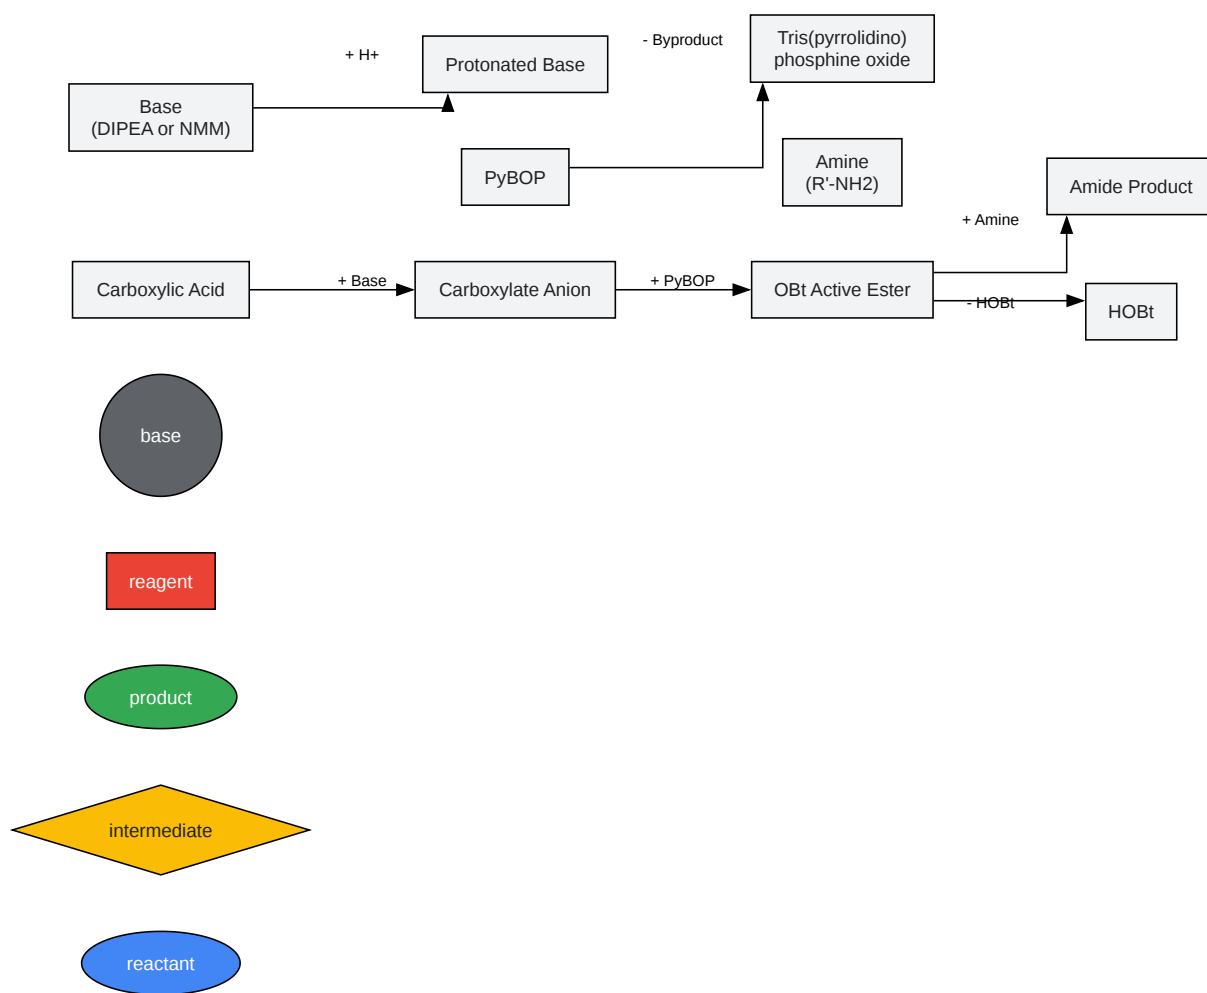 + H+
Protonated Base
- Byproduct
Tris(pyrrolidino)
phosphine oxide
Base
(DIPEA or NMM)
PyBOP
Amine
(R'-NH2)
Amide Product
+ Amine
Carboxylic Acid
+ Base
Carboxylate Anion
+ PyBOP
OBt Active Ester
- HOBt
HOBt
base
reagent
product
intermediate
reactant